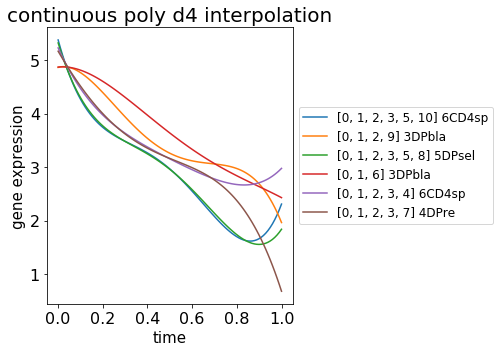 continuous poly d4 interpolation
gene expression
5
4
3
2
1
0.0 0.2 0.4 0.6 0.8 1.0
time
[0, 1, 2, 3, 5, 10] 6CD4sp
[0, 1, 2, 9] 3DPbla
[0, 1, 2, 3, 5, 8] 5DPsel
[0, 1, 6] 3DPbla
[0, 1, 2, 3, 4] 6CD4sp
[0, 1, 2, 3, 7] 4DPre